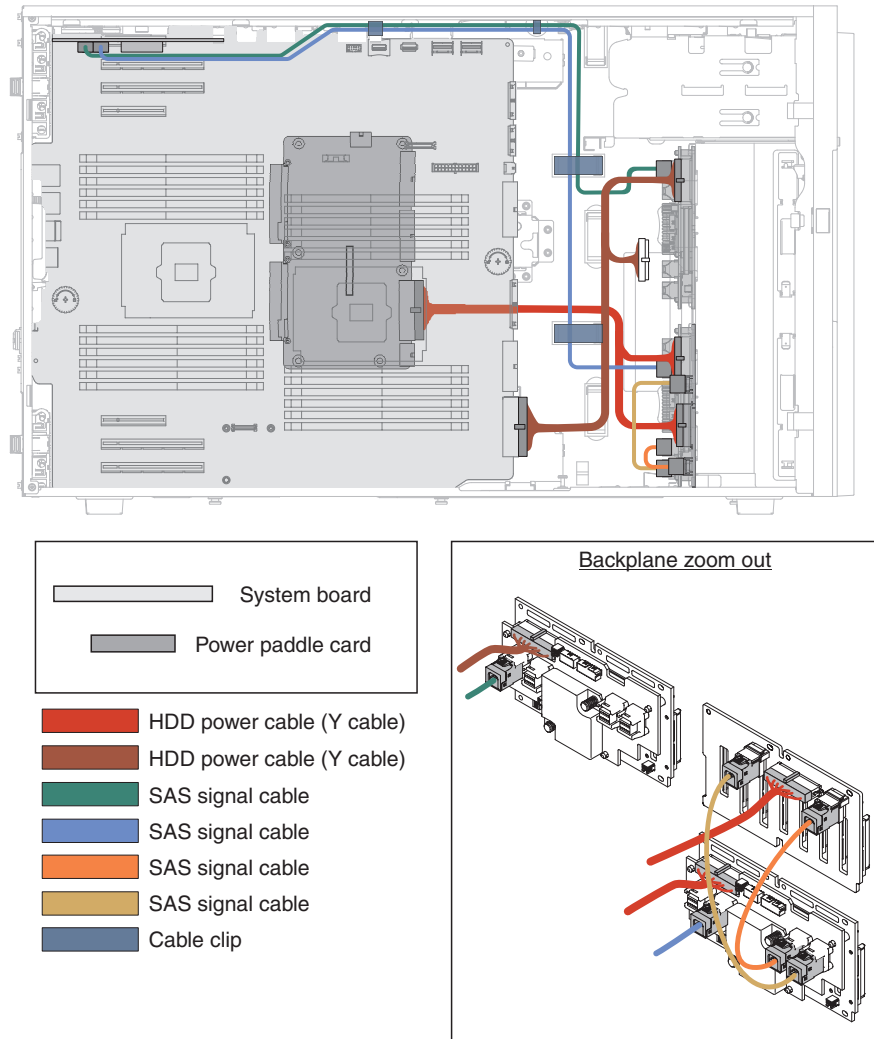 System board
Power paddle card
HDD power cable (Y cable)
HDD power cable (Y cable)
SAS signal cable
SAS signal cable
SAS signal cable
SAS signal cable
Cable clip
Backplane zoom out